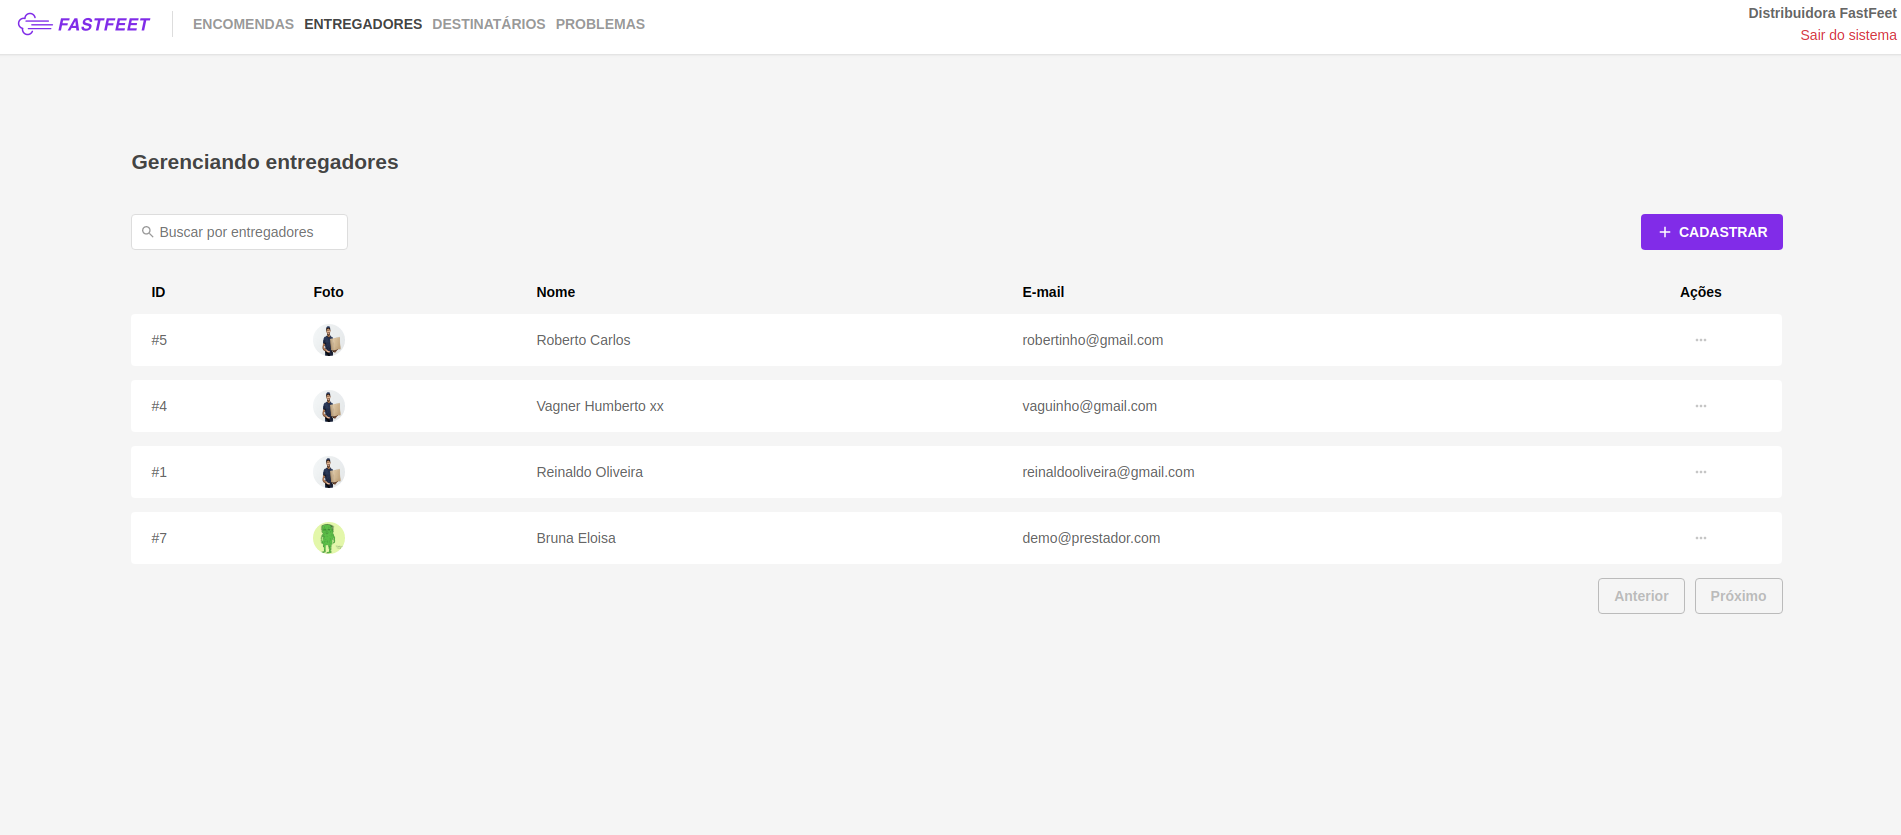 FASTFEET ENCOMENDAS ENTREGADORES DESTINATÁRIOS PROBLEMAS Distribuidora FastFeet
Sair do sistema
Gerenciando entregadores
Buscar por entregadores CADASTRAR
ID Foto Nome E-mail Ações
#5 Roberto Carlos robertinho@gmail.com
#4 Vagner Humberto xx vaguinho@gmail.com
#1 Reinaldo Oliveira reinaldooliveira@gmail.com
#7 Bruna Eloisa demo@prestador.com
Anterior Próximo